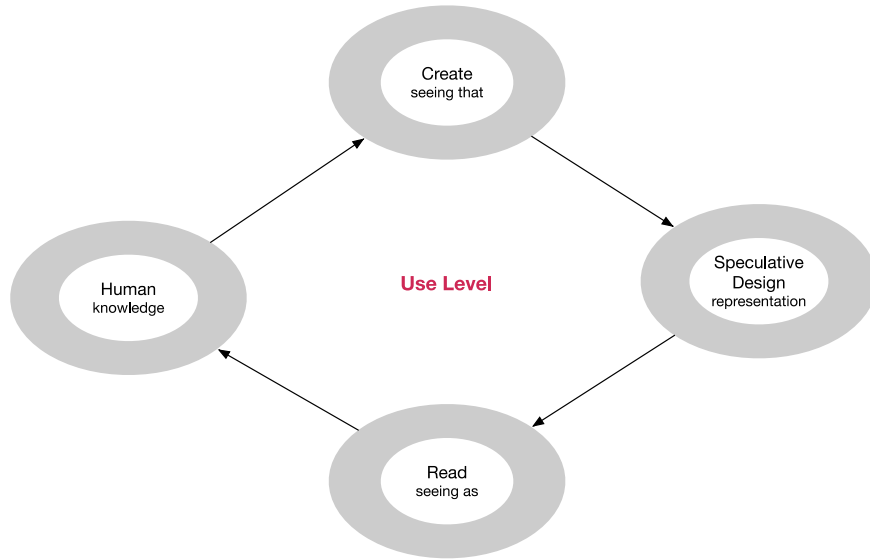 Create
seeing that
Speculative
Design
representation
Use Level
Human
knowledge
Read
seeing as